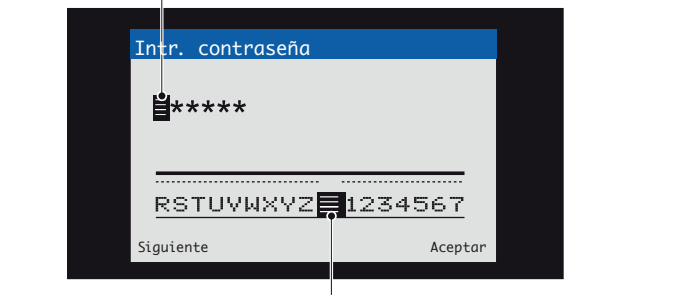 Intr. contraseña
*****
RSTUVWXYZ 1234567
Siguiente Aceptar